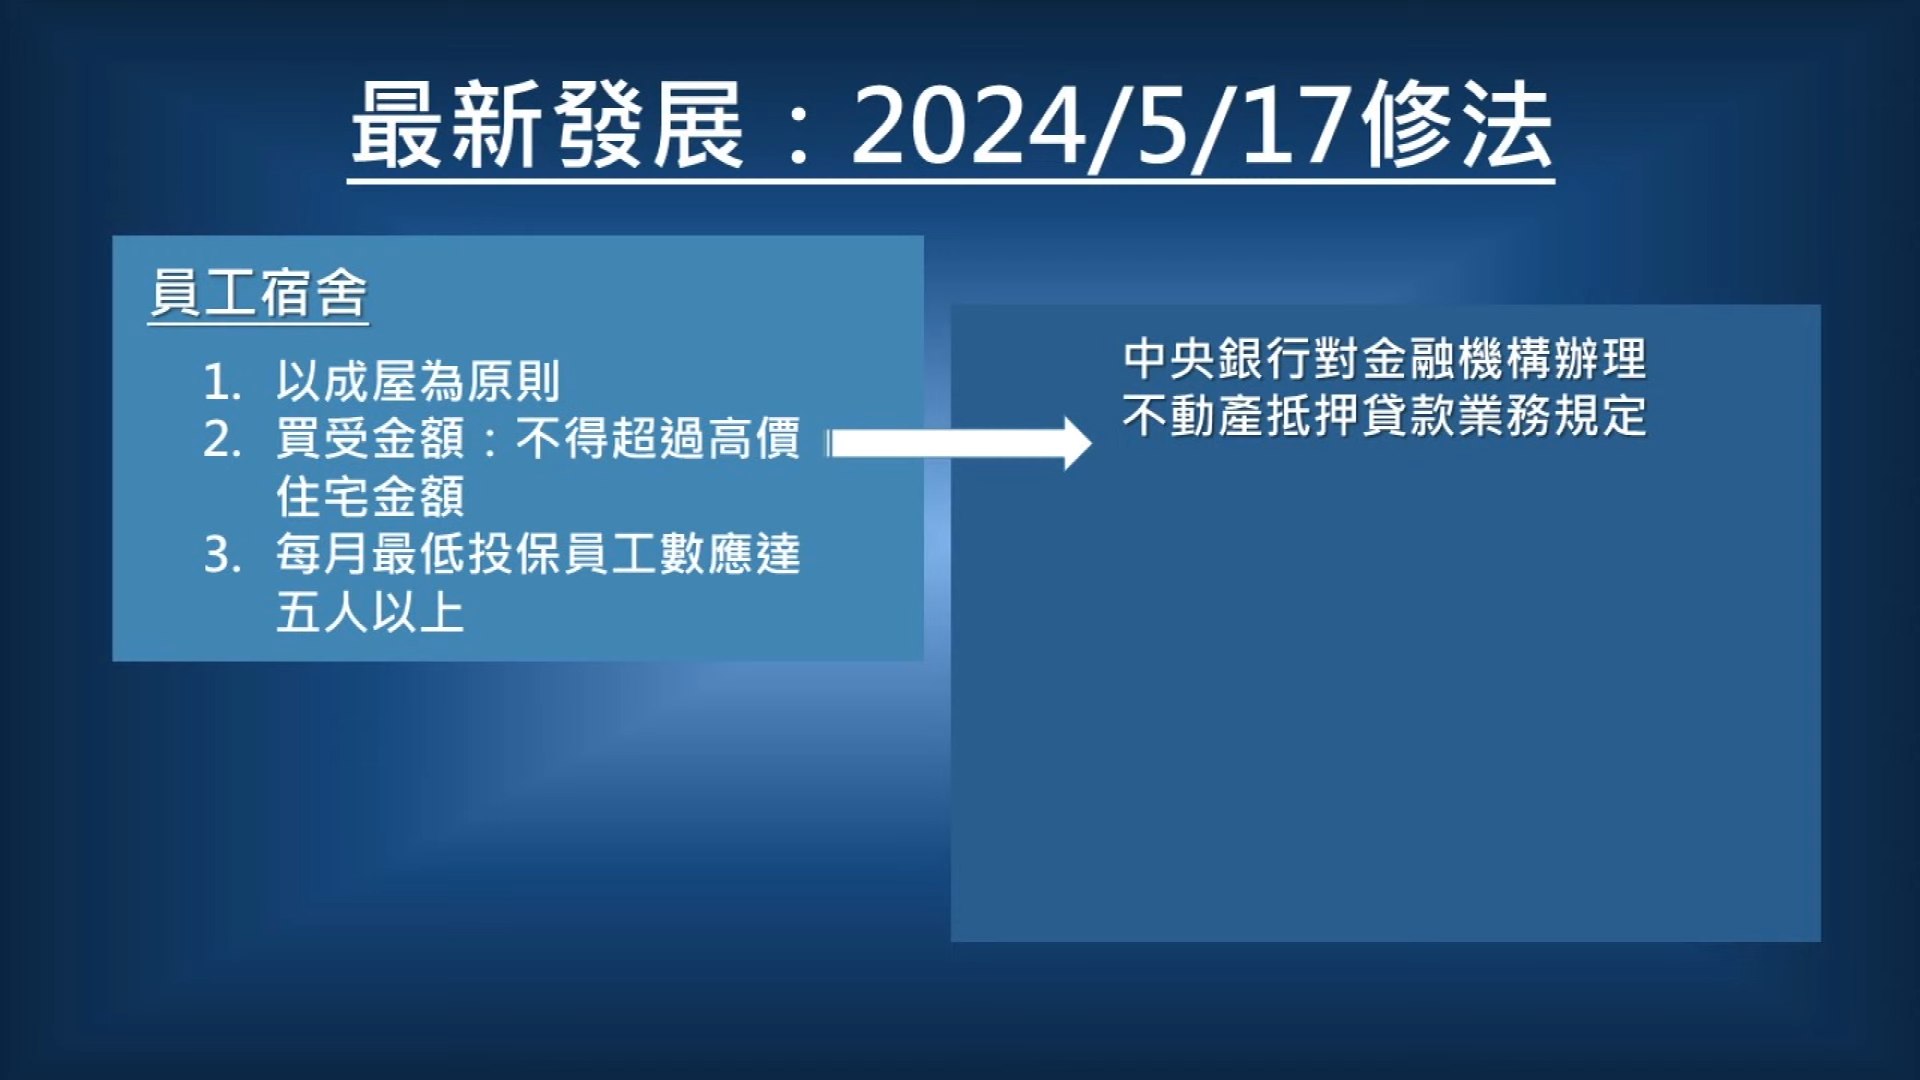 最新發展：2024/5/17修法
員工宿舍
1. 以成屋為原則
2. 買受金額：不得超過高價
住宅金額
3. 每月最低投保員工數應達
五人以上
中央銀行對金融機構辦理
不動產抵押貸款業務規定